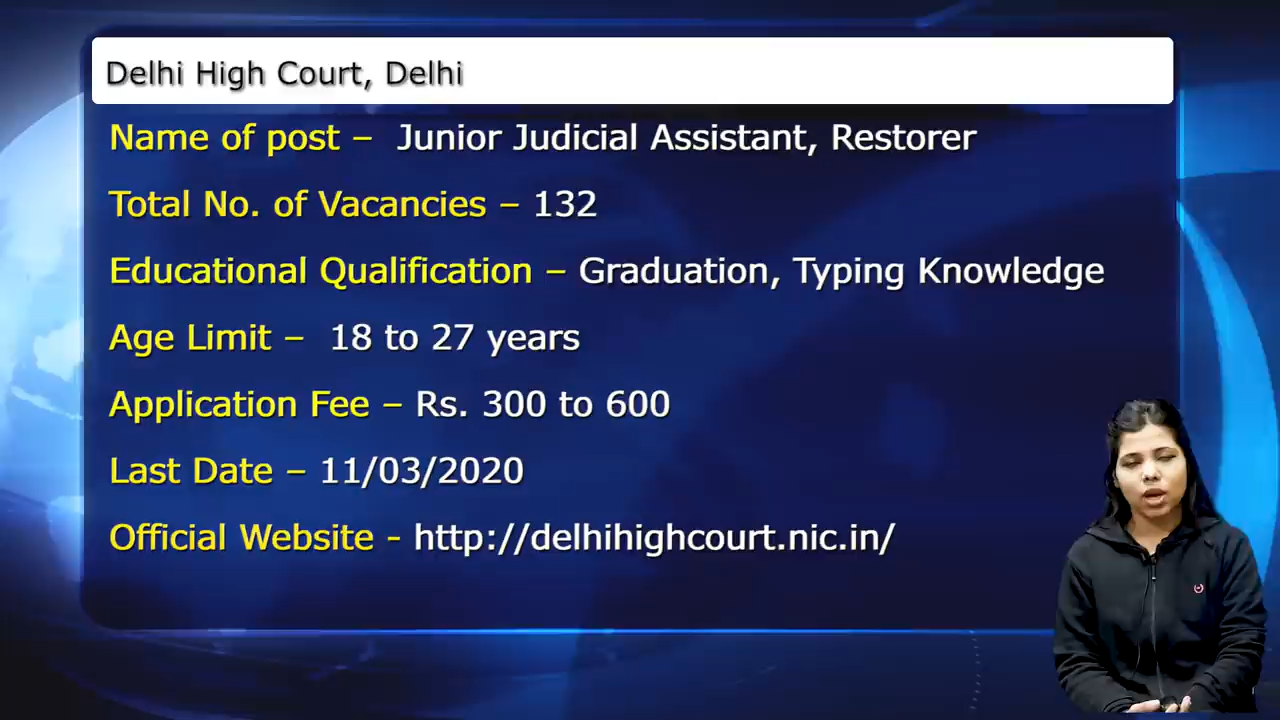 Delhi High Court, Delhi
Name of post – Junior Judicial Assistant, Restorer
Total No. of Vacancies – 132
Educational Qualification – Graduation, Typing Knowledge
Age Limit – 18 to 27 years
Application Fee – Rs. 300 to 600
Last Date – 11/03/2020
Official Website - http://delhihighcourt.nic.in/